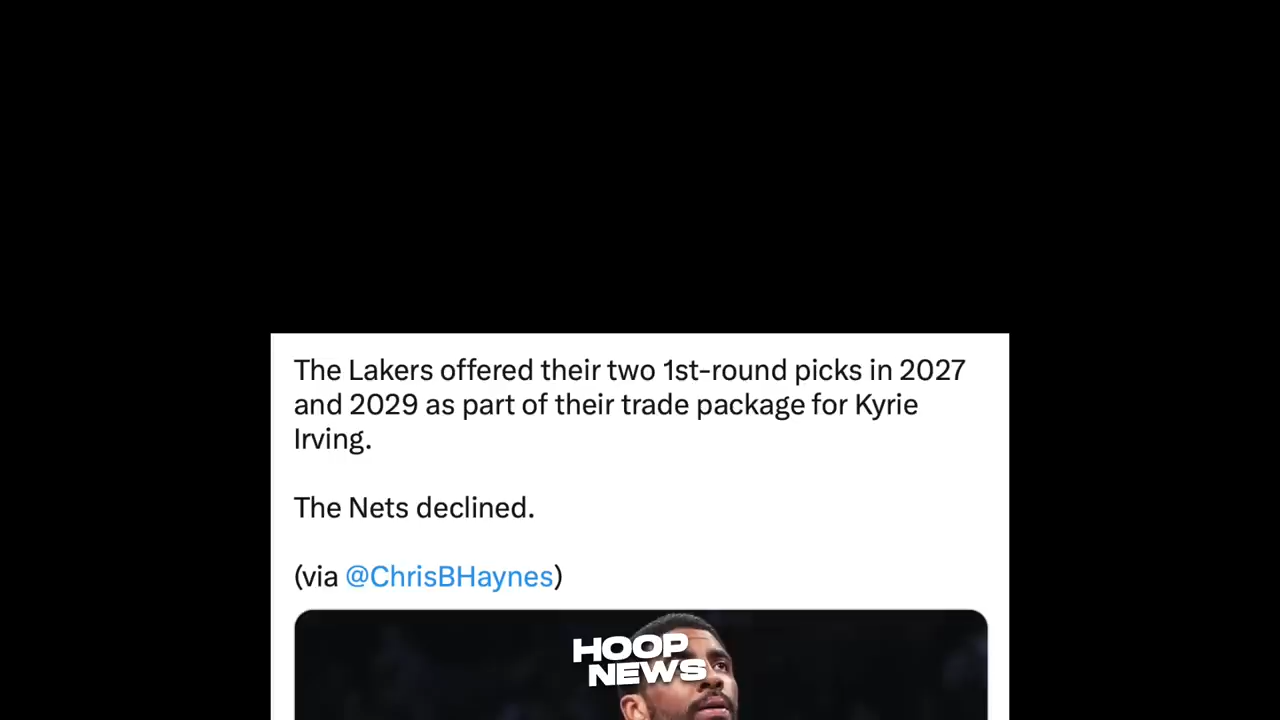 The Lakers offered their two 1st-round picks in 2027
and 2029 as part of their trade package for Kyrie
Irving.
The Nets declined.
(via @ChrisBHaynes)
HOOP
NEWS